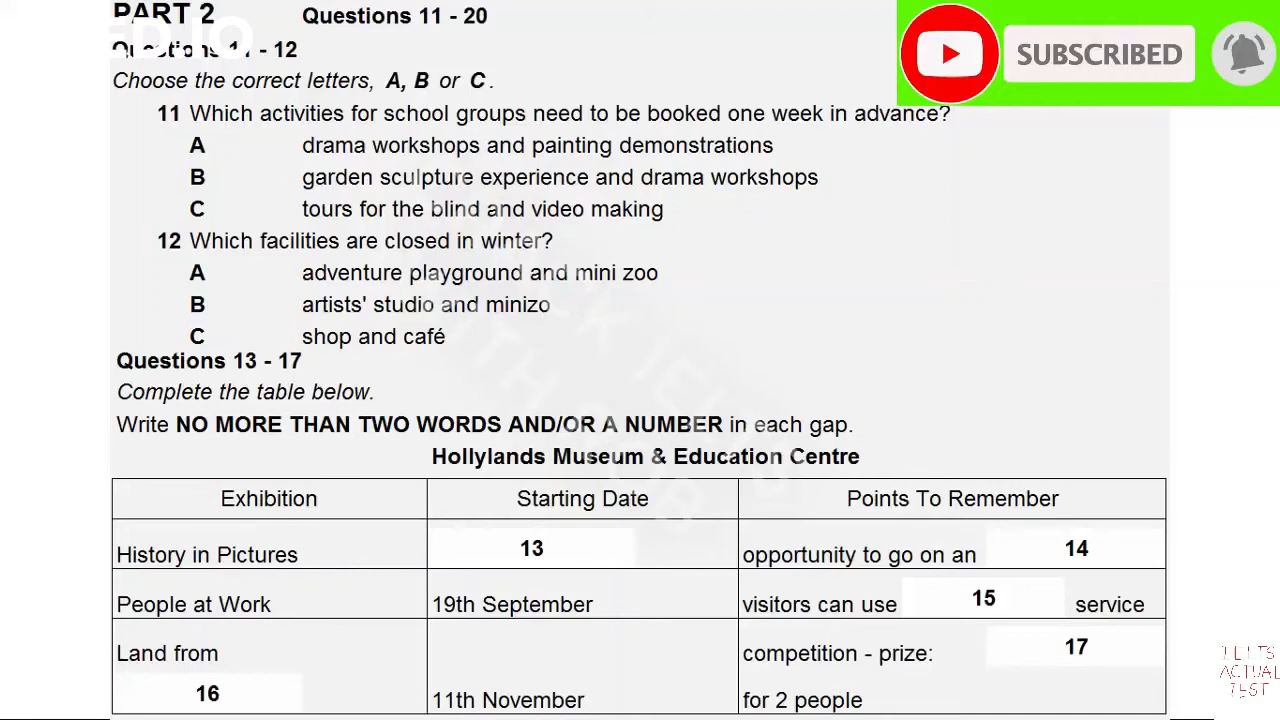 PART 2 Questions 11 - 20
SUBSCRIBED
Questions 11 - 12
Choose the correct letters, A, B or C.
11 Which activities for school groups need to be booked one week in advance?
A drama workshops and painting demonstrations
B garden sculpture experience and drama workshops
C tours for the blind and video making
12 Which facilities are closed in winter?
A adventure playground and mini zoo
B artists' studio and minizo
C shop and café
Questions 13 - 17
Complete the table below.
Write NO MORE THAN TWO WORDS AND/OR A NUMBER in each gap.
Hollylands Museum & Education Centre
Exhibition Starting Date Points To Remember
History in Pictures 13 opportunity to go on an 14
People at Work 19th September visitors can use 15 service
Land from competition - prize: 17
16 11th November for 2 people
IELTS
ACTUAL
TEST